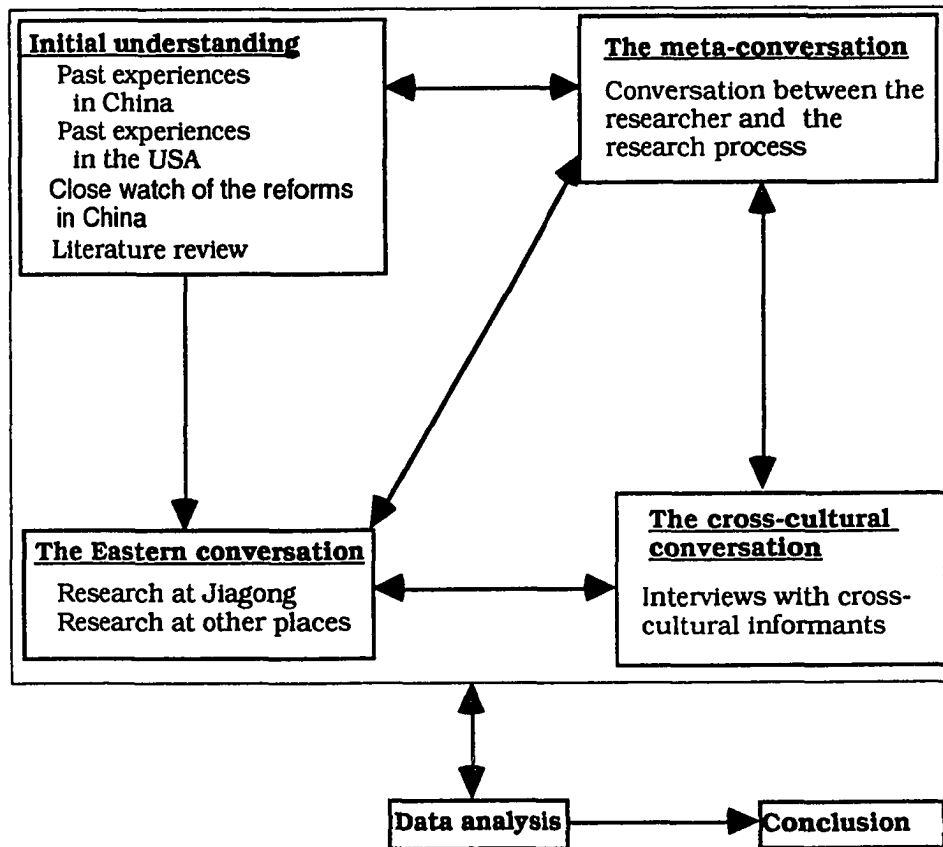 Initial understanding
Past experiences
in China
Past experiences
in the USA
Close watch of the reforms
in China
Literature review
The meta-conversation
Conversation between the
researcher and the
research process
The Eastern conversation
Research at Jiagong
Research at other places
The cross-cultural
conversation
Interviews with cross-
cultural informants
Data analysis
Conclusion